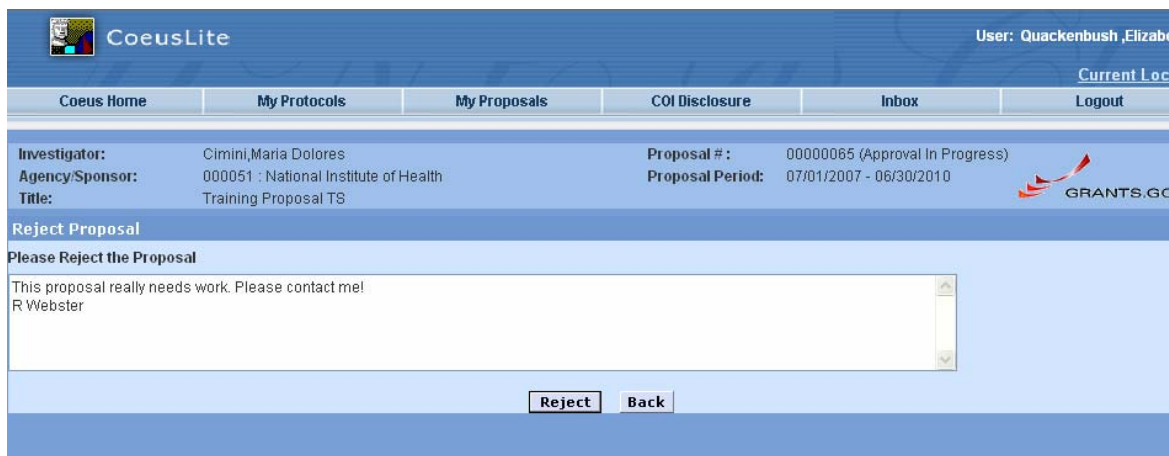 CoeusLite
User: Quackenbush ,Elizabe
Current Loc
Coeus Home My Protocols My Proposals COI Disclosure Inbox Logout
Investigator: Cimini,Maria Dolores Proposal # : 00000065 (Approval In Progress)
Agency/Sponsor: 000051 : National Institute of Health Proposal Period: 07/01/2007 - 06/30/2010
Title: Training Proposal TS
GRANTS.GO
Reject Proposal
Please Reject the Proposal
This proposal really needs work. Please contact me!
R Webster
Reject Back